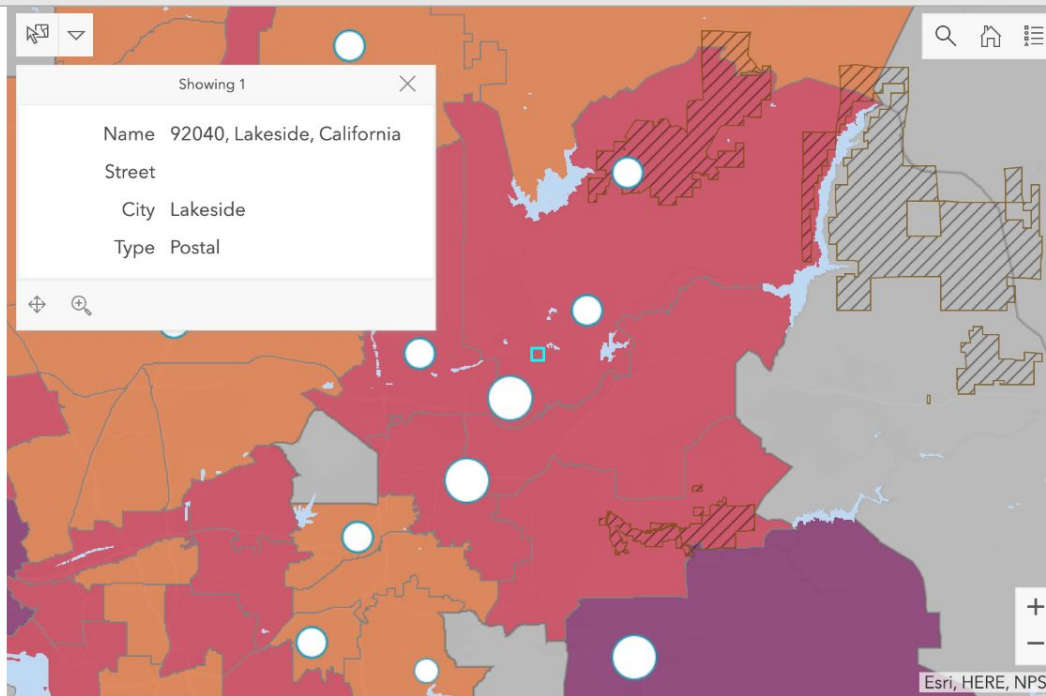 Showing 1
Name 92040, Lakeside, California
Street
City Lakeside
Type Postal
+
−
Esri, HERE, NPS